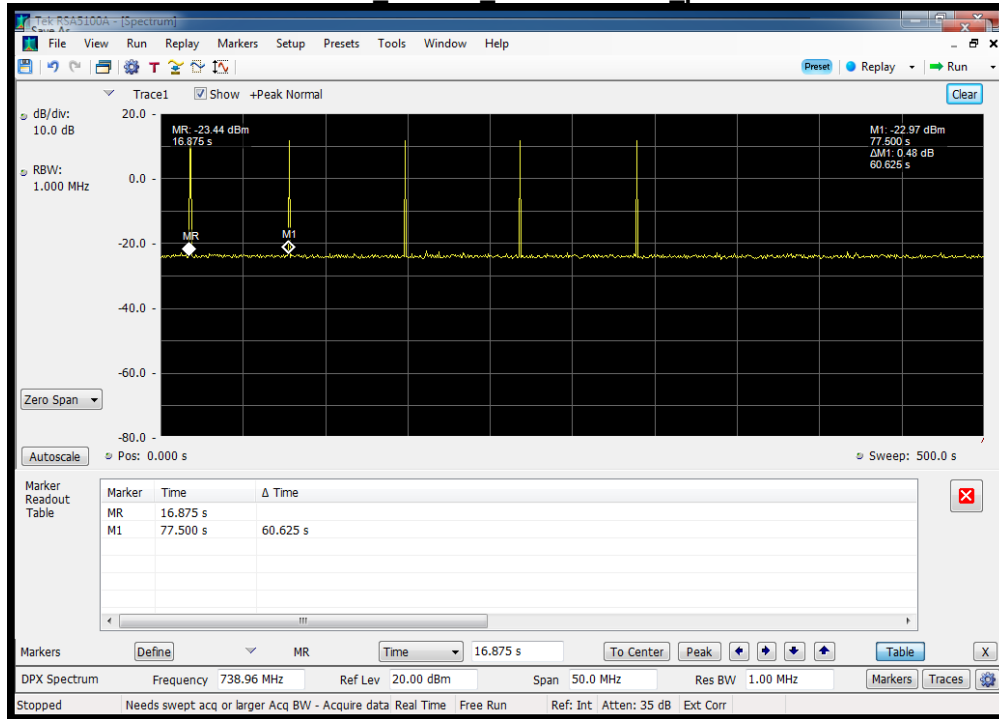 Tek RSA5100A - [Spectrum]
File View Run Replay Markers Setup Presets Tools Window Help
T Preset Replay Run
Trace1 Show +Peak Normal Clear
dB/div:
10.0 dB
RBW:
1.000 MHz
20.0 -
0.0 -
-20.0 -
-40.0 -
-60.0 -
-80.0 -
MR: -23.44 dBm
16.875 s
M1: -22.97 dBm
77.500 s
ΔM1: 0.48 dB
60.625 s
MR M1
Zero Span
Autoscale Pos: 0.000 s Sweep: 500.0 s
Marker
Readout
Table
Marker Time Δ Time
MR 16.875 s
M1 77.500 s 60.625 s
Markers Define MR Time 16.875 s To Center Peak Table X
DPX Spectrum Frequency 738.96 MHz Ref Lev 20.00 dBm Span 50.0 MHz Res BW 1.00 MHz Markers Traces
Stopped Needs swept acq or larger Acq BW - Acquire data Real Time Free Run Ref: Int Atten: 35 dB Ext Corr